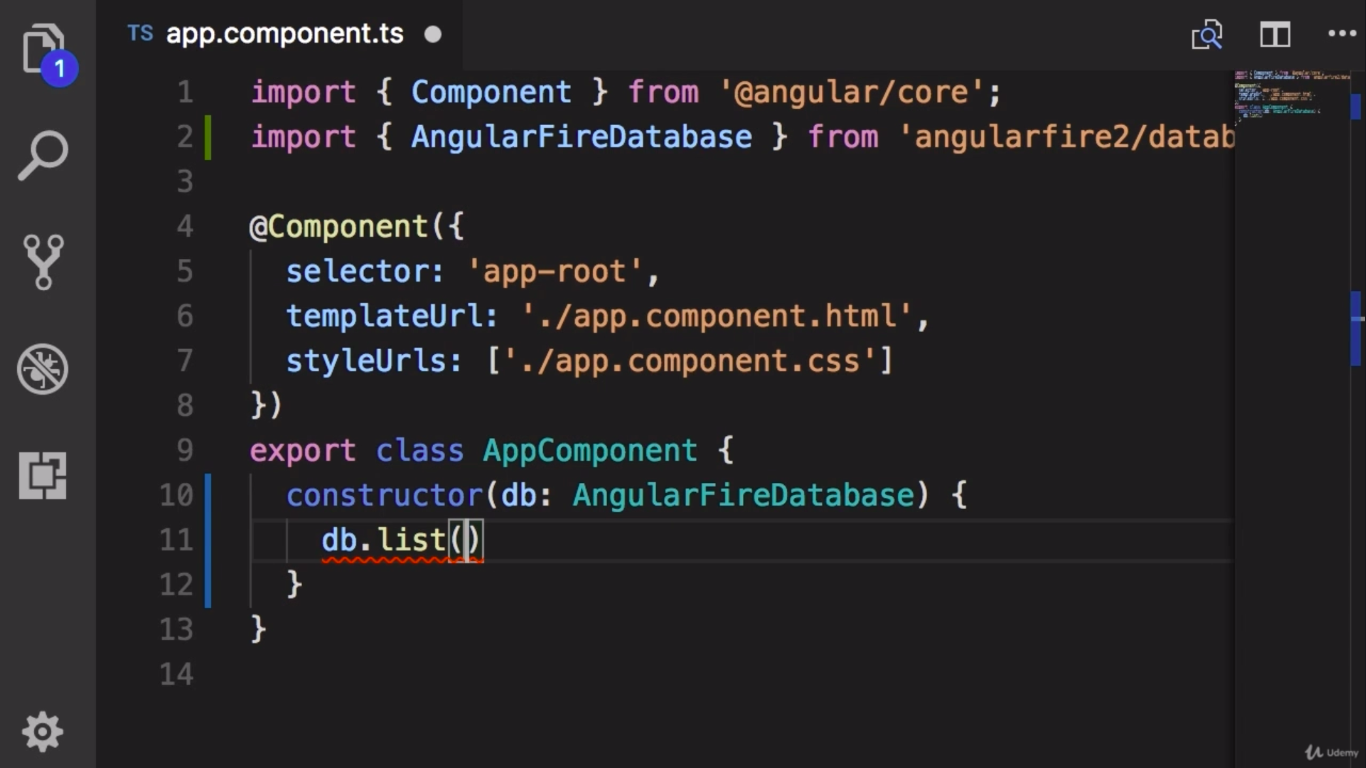 TS app.component.ts
1
1 import { Component } from '@angular/core';
2 import { AngularFireDatabase } from 'angularfire2/datab
3
4 @Component({
5 selector: 'app-root',
6 templateUrl: './app.component.html',
7 styleUrls: ['./app.component.css']
8 })
9 export class AppComponent {
10 constructor(db: AngularFireDatabase) {
11 db.list()
12 }
13 }
14
Udemy